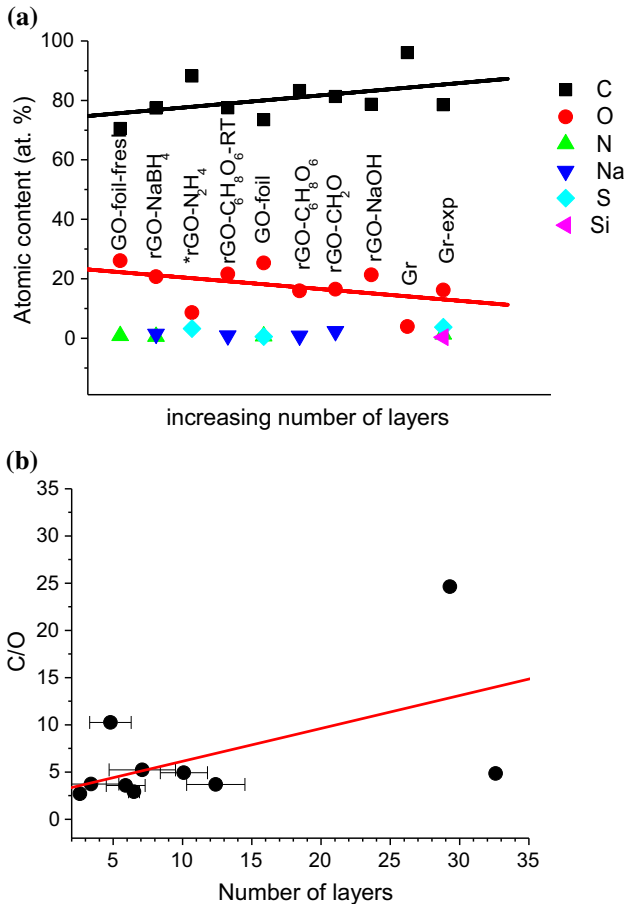 (a)
100
80
60
40
20
0
Atomic content (at. %)
GO-foil-fres
rGO-NaBH₄
*rGO-N₂H₄
rGO-C₆H₈O₆-RT
GO-foil
rGO-C₆H₈O₆
rGO-CH₂O
rGO-NaOH
Gr
Gr-exp
C
O
N
Na
S
Si
increasing number of layers
(b)
35
30
25
20
15
10
5
0
C/O
5 10 15 20 25 30 35
Number of layers